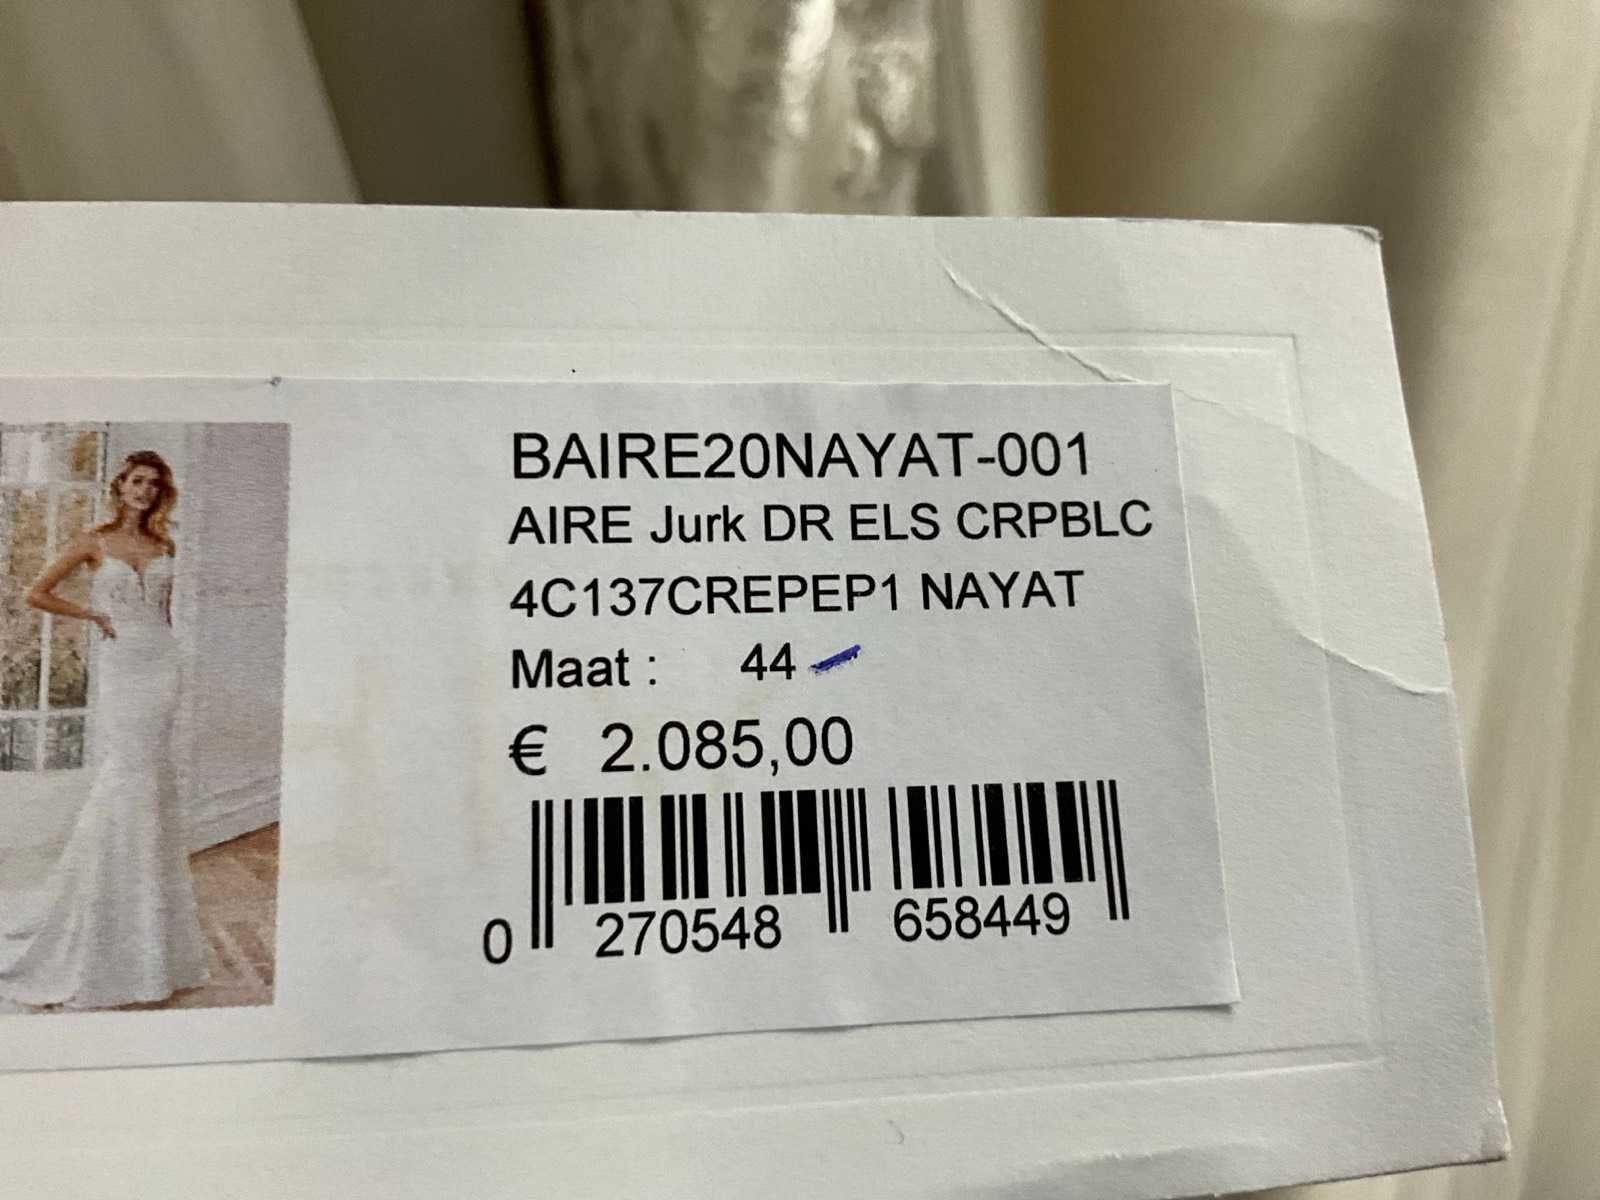 BAIRE20NAYAT-001
AIRE Jurk DR ELS CRPBLC
4C137CREPEP1 NAYAT
Maat : 44
€ 2.085,00
0 270548 658449